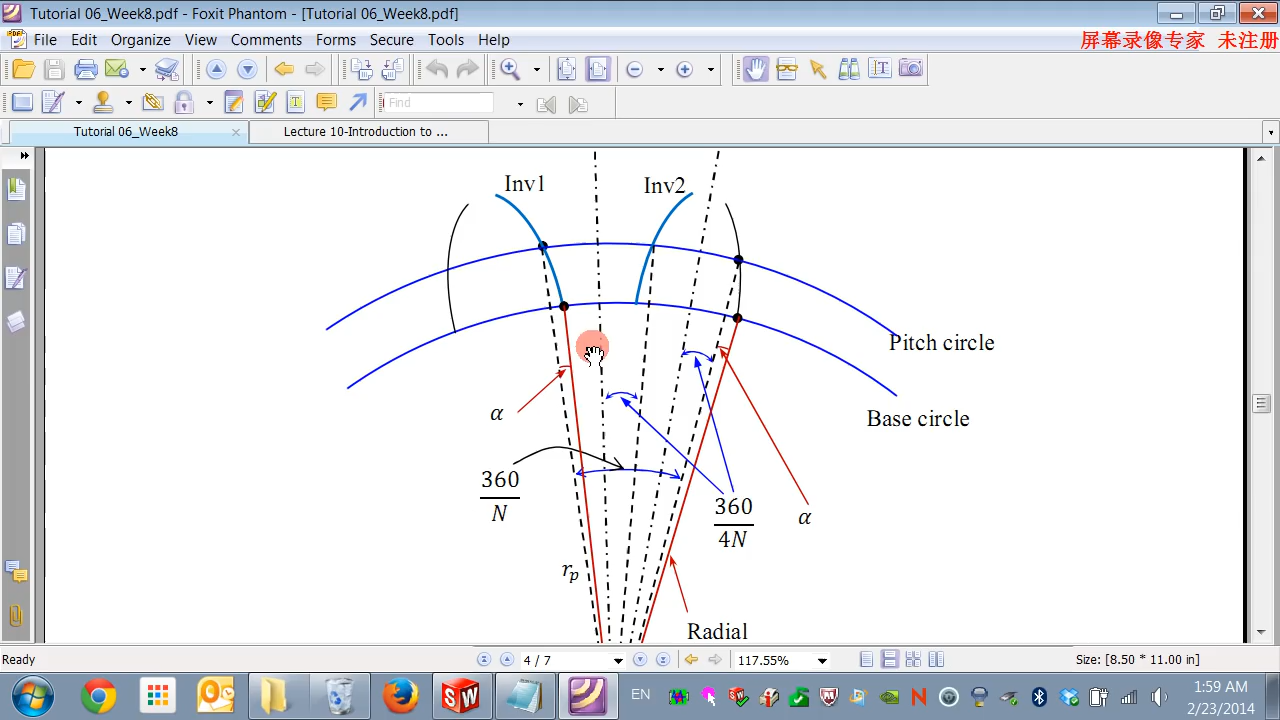 Tutorial 06_Week8.pdf - Foxit Phantom - [Tutorial 06_Week8.pdf]
File Edit Organize View Comments Forms Secure Tools Help
屏幕录像专家 未注册
Find
Tutorial 06_Week8
Lecture 10-Introduction to ...
Inv1
Inv2
Pitch circle
Base circle
α
360
N
360
4N
α
r_p
Radial
Ready
4 / 7
117.55%
Size: [8.50 * 11.00 in]
EN
1:59 AM
2/23/2014